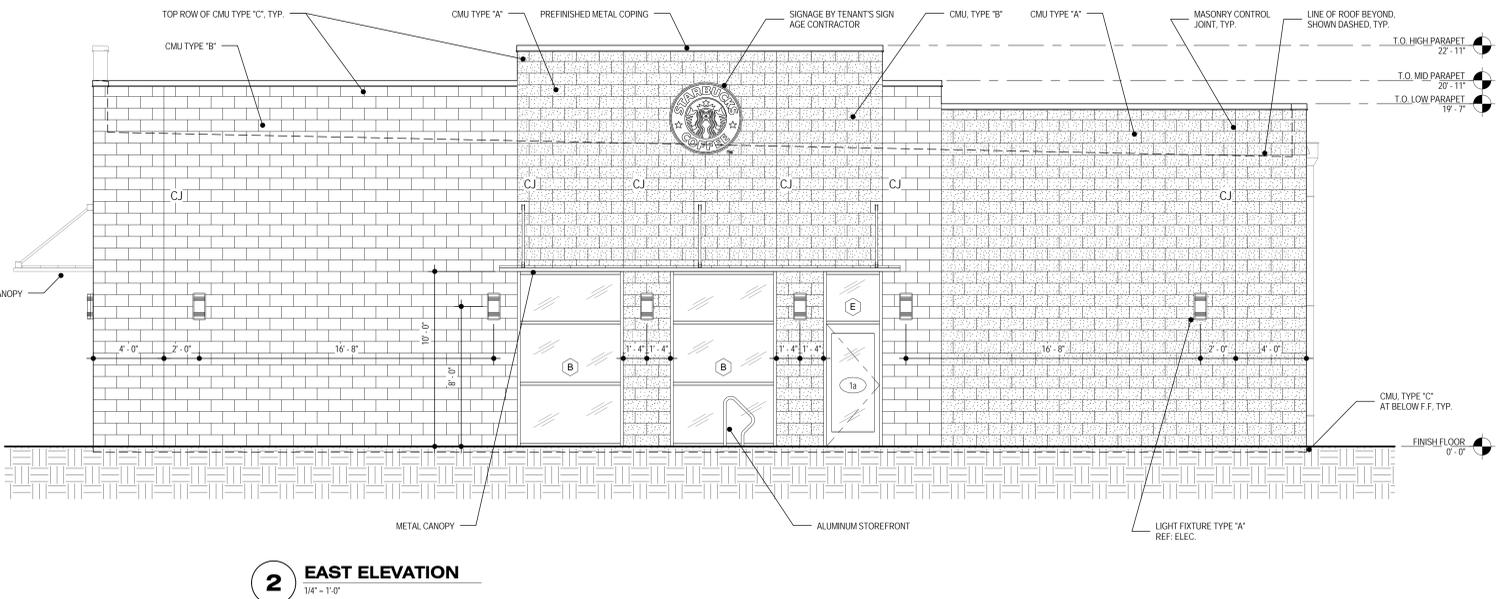 TOP ROW OF CMU TYPE "C", TYP.
CMU TYPE "A"
PREFINISHED METAL COPING
SIGNAGE BY TENANT'S SIGN
AGE CONTRACTOR
CMU, TYPE "B"
CMU TYPE "A"
MASONRY CONTROL
JOINT, TYP.
LINE OF ROOF BEYOND,
SHOWN DASHED, TYP.
CMU TYPE "B"
T.O. HIGH PARAPET
22' - 11"
T.O. MID PARAPET
20' - 11"
T.O. LOW PARAPET
19' - 7"
STARBUCKS
COFFEE
TM
CJ
CJ
CJ
CJ
CJ
CJ
ANOPY
E
10' - 0"
8' - 0"
4' - 0"
2' - 0"
16' - 8"
1' - 4"
1' - 4"
1' - 4"
1' - 4"
16' - 8"
2' - 0"
4' - 0"
B
B
1a
CMU, TYPE "C"
AT BELOW F.F, TYP.
FINISH FLOOR
0' - 0"
METAL CANOPY
ALUMINUM STOREFRONT
LIGHT FIXTURE TYPE "A"
REF: ELEC.
2
EAST ELEVATION
1/4" = 1'-0"